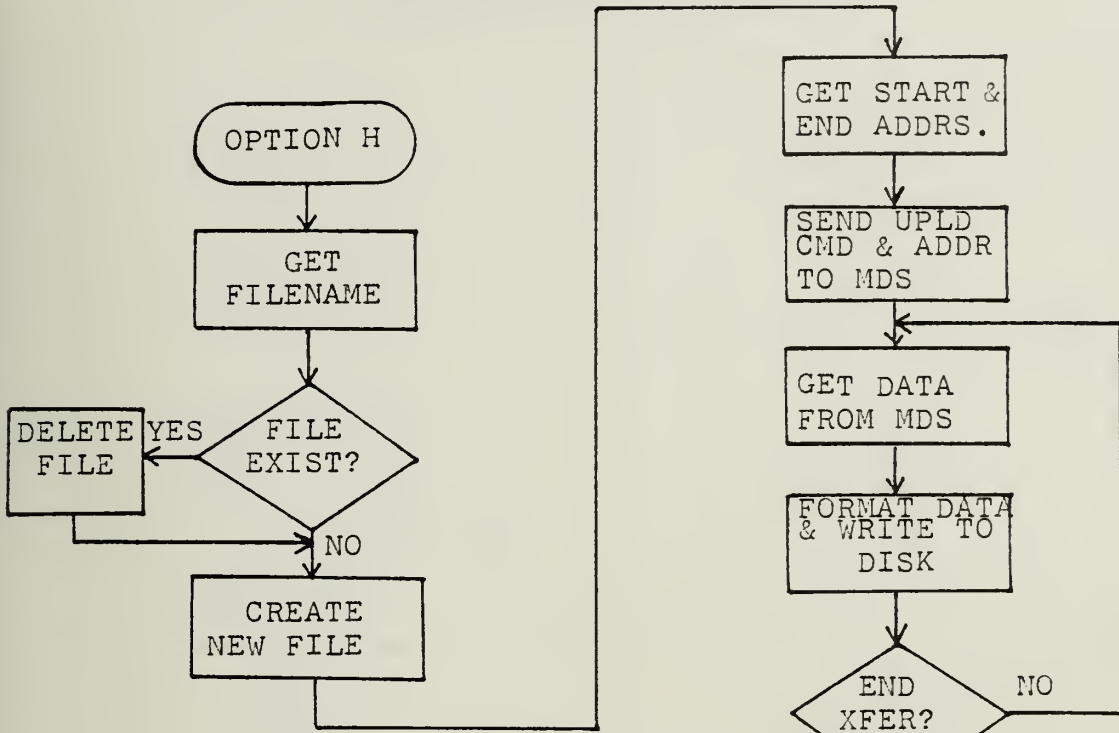 OPTION H
GET
FILENAME
FILE
EXIST?
YES
DELETE
FILE
NO
CREATE
NEW FILE
GET START &
END ADDRS.
SEND UPLD
CMD & ADDR
TO MDS
GET DATA
FROM MDS
FORMAT DATA
& WRITE TO
DISK
END
XFER?
NO